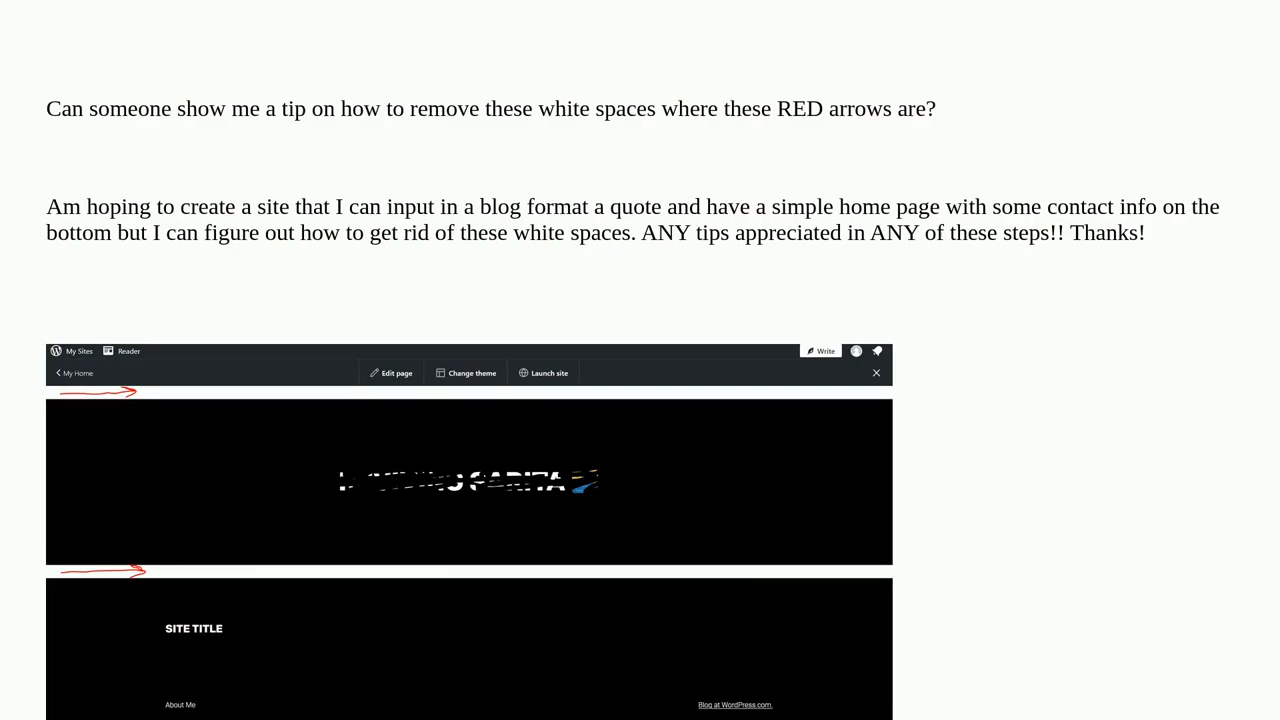 Can someone show me a tip on how to remove these white spaces where these RED arrows are?
Am hoping to create a site that I can input in a blog format a quote and have a simple home page with some contact info on the
bottom but I can figure out how to get rid of these white spaces. ANY tips appreciated in ANY of these steps!! Thanks!
My Sites Reader Write
My Home Edit page Change theme Launch site
SITE TITLE
About Me Blog at WordPress.com.